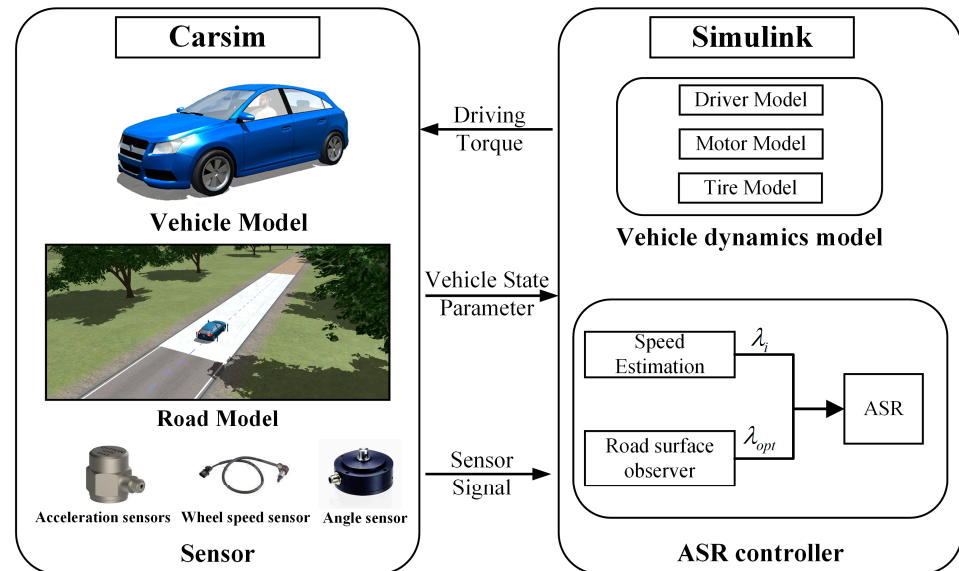 Carsim
Vehicle Model
Road Model
Acceleration sensors
Wheel speed sensor
Angle sensor
Sensor
Driving
Torque
Vehicle State
Parameter
Sensor
Signal
Simulink
Driver Model
Motor Model
Tire Model
Vehicle dynamics model
Speed
Estimation
λi
Road surface
observer
λopt
ASR
ASR controller